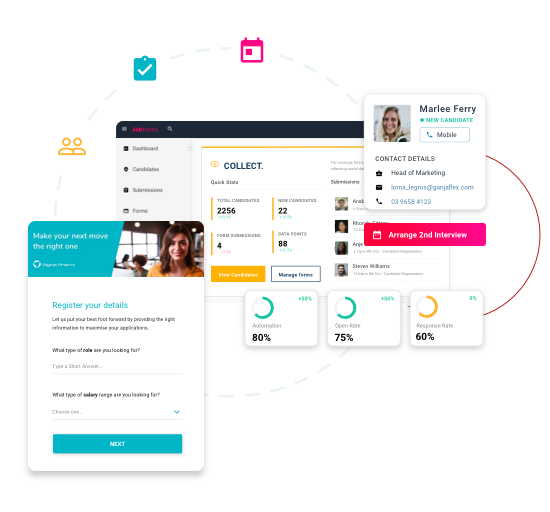 JobAdder
Dashboard
Candidates
Submissions
Forms
COLLECT.
Quick Stats
TOTAL CANDIDATES
2256
NEW CANDIDATES
22
FORM SUBMISSIONS
4
DATA POINTS
88
View Candidates
Manage forms
Submissions
Steven Williams
Marlee Ferry
NEW CANDIDATE
Mobile
CONTACT DETAILS
Head of Marketing
lorna_legros@ganjaflex.com
03 9658 4123
Arrange 2nd Interview
+50%
Automation
80%
+50%
Open Rate
75%
0%
Response Rate
60%
Make your next move
the right one
Digital Pharma
Register your details
Let us put your best foot forward by providing the right
information to maximise your applications.
What type of role are you looking for?
Type a Short Answer...
What type of salary range are you looking for?
Choose one...
NEXT